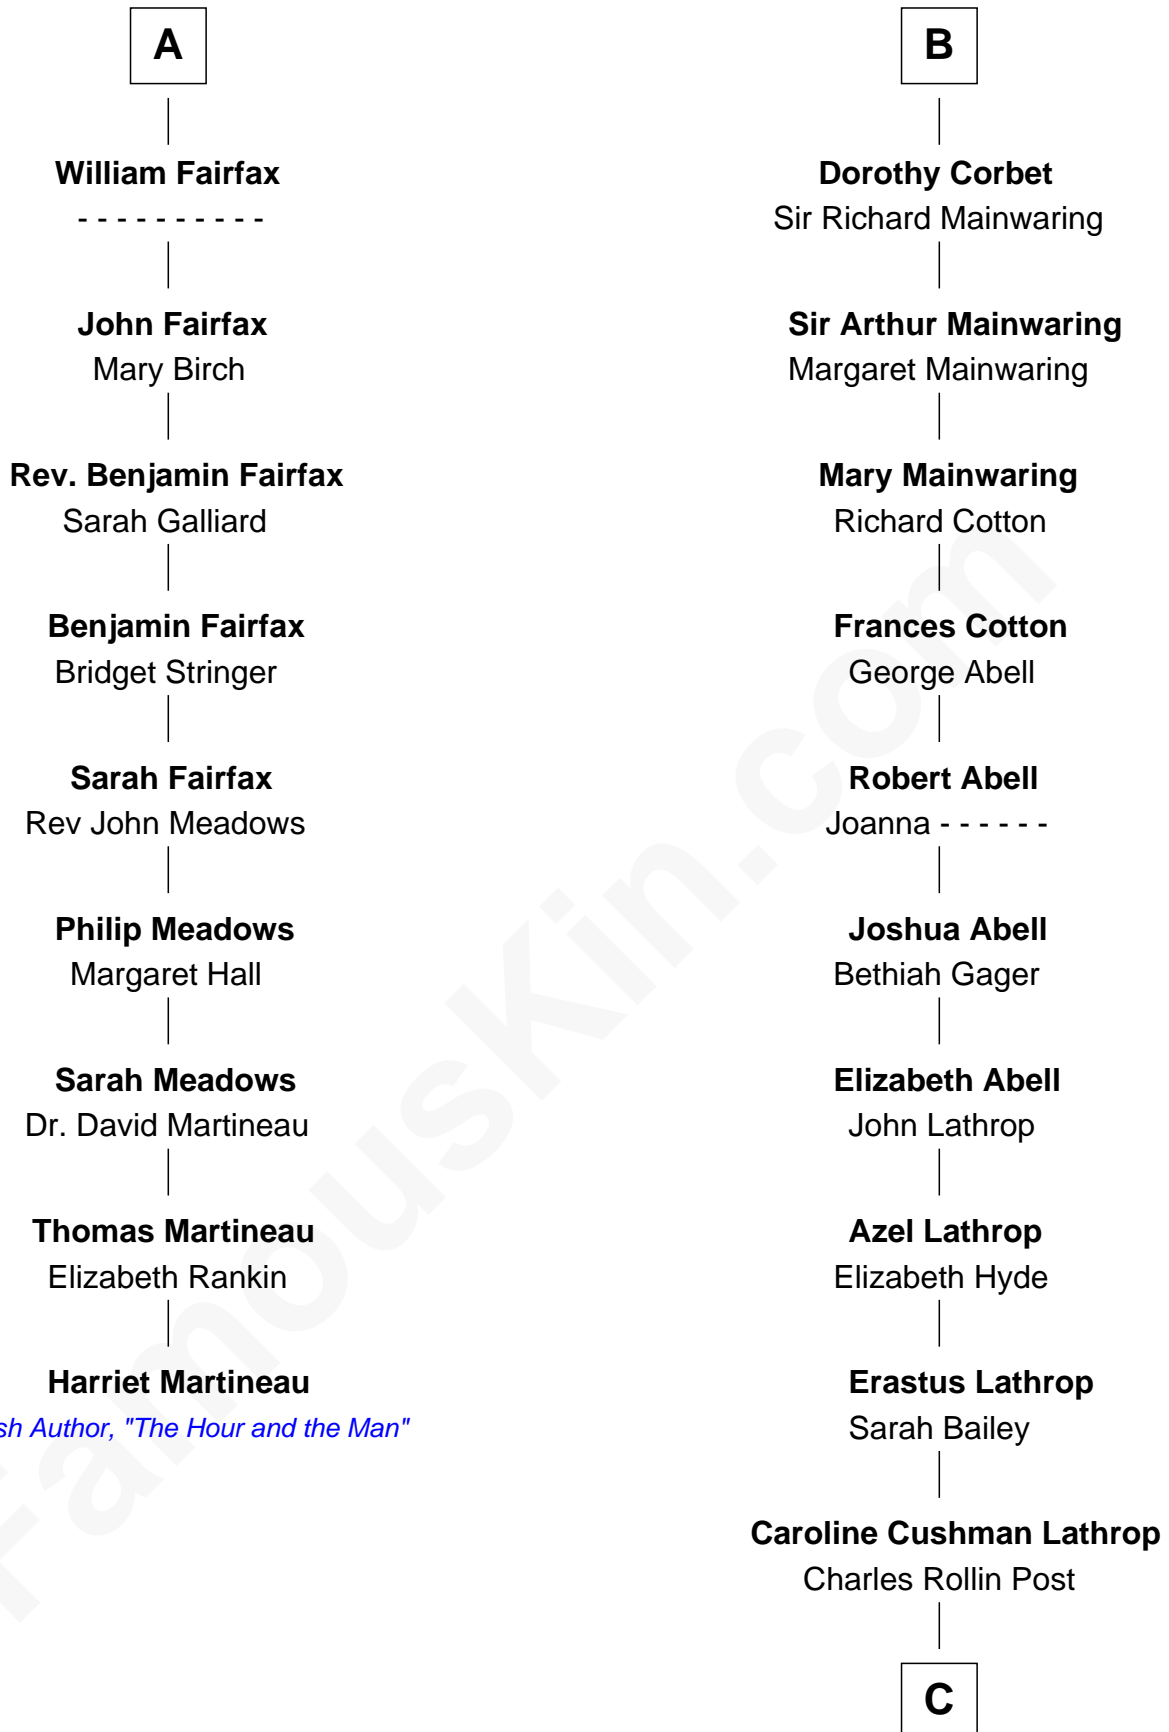 A
William Fairfax
- - - - - - - - - -
John Fairfax
Mary Birch
Rev. Benjamin Fairfax
Sarah Galliard
Benjamin Fairfax
Bridget Stringer
Sarah Fairfax
Rev John Meadows
Philip Meadows
Margaret Hall
Sarah Meadows
Dr. David Martineau
Thomas Martineau
Elizabeth Rankin
Harriet Martineau
Author, "The Hour and the Man"
B
Dorothy Corbet
Sir Richard Mainwaring
Sir Arthur Mainwaring
Margaret Mainwaring
Mary Mainwaring
Richard Cotton
Frances Cotton
George Abell
Robert Abell
Joanna - - - - - -
Joshua Abell
Bethiah Gager
Elizabeth Abell
John Lathrop
Azel Lathrop
Elizabeth Hyde
Erastus Lathrop
Sarah Bailey
Caroline Cushman Lathrop
Charles Rollin Post
C
FamousKin.com